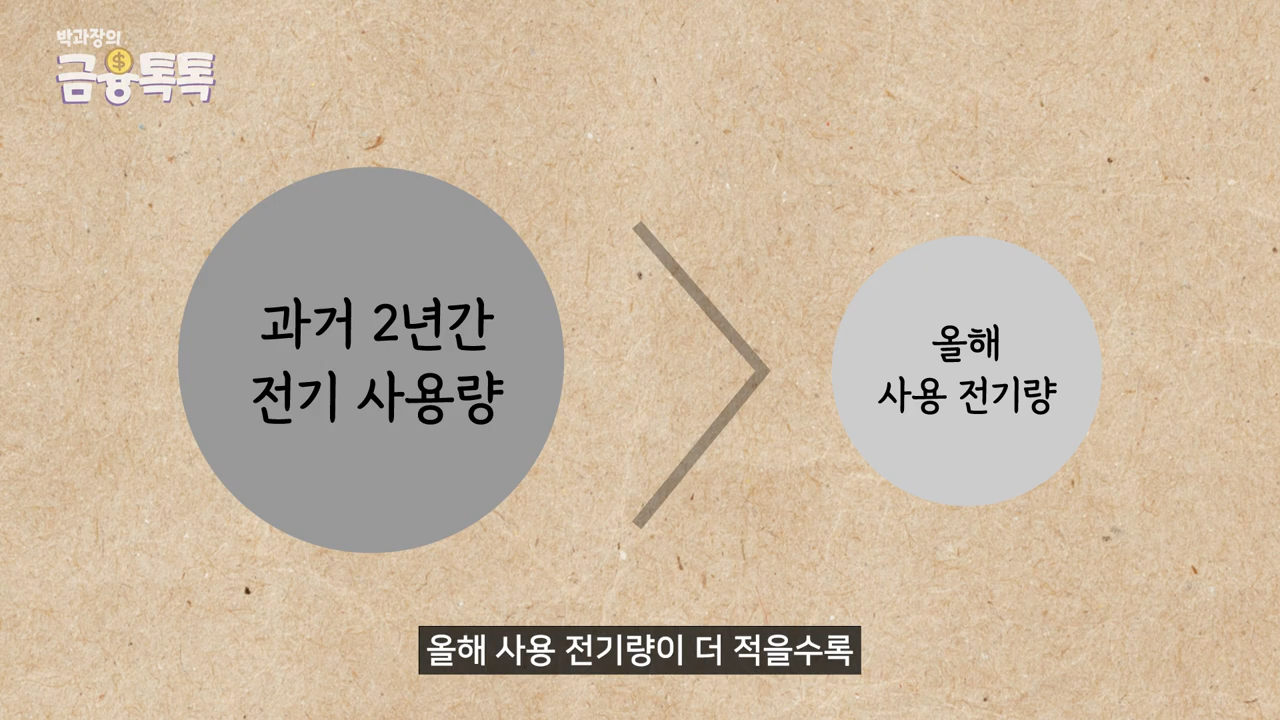 박과장의
금융톡톡
과거 2년간
전기 사용량
올해
사용 전기량
올해 사용 전기량이 더 적을수록